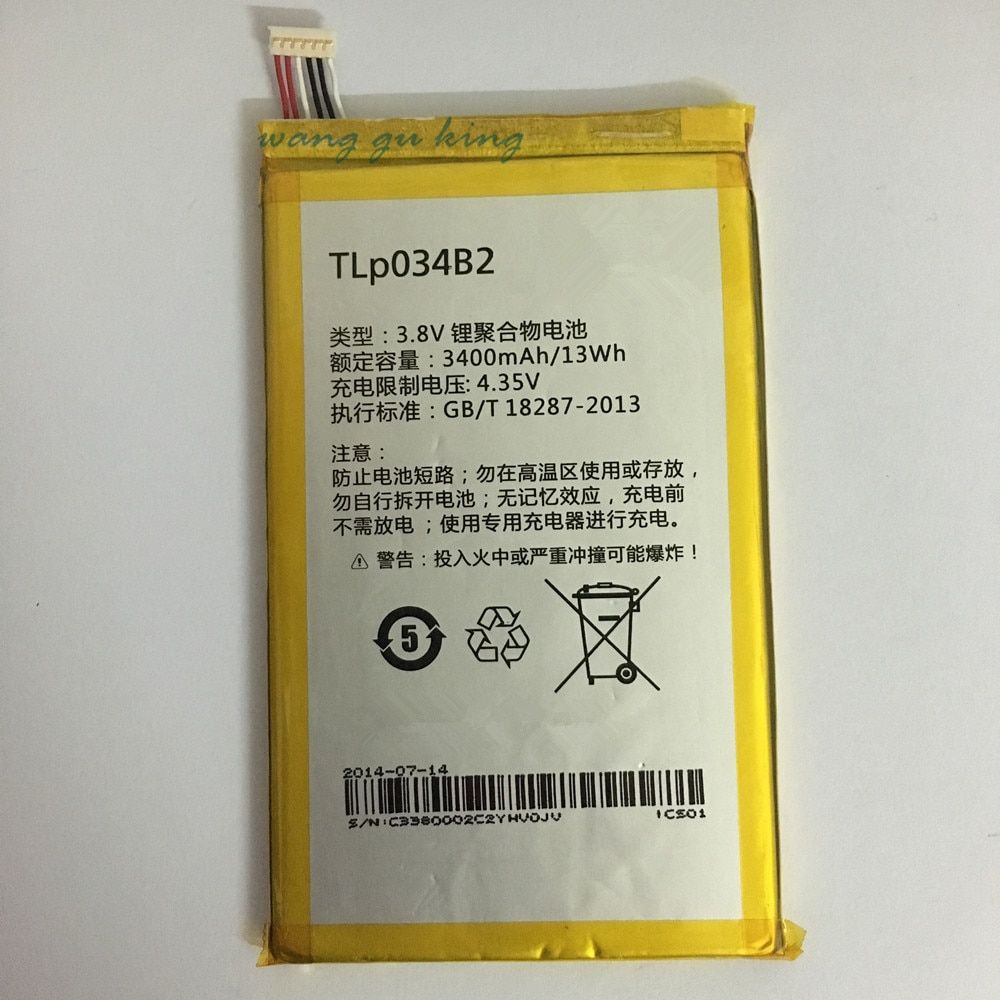 wang gu king
TLp034B2
类型：3.8V 锂聚合物电池
额定容量：3400mAh/13Wh
充电限制电压: 4.35V
执行标准：GB/T 18287-2013
注意：
防止电池短路；勿在高温区使用或存放，
勿自行拆开电池；无记忆效应，充电前
不需放电；使用专用充电器进行充电。
⚠ 警告：投入火中或严重冲撞可能爆炸！
5
2014-07-14
S/N:C3380002C2YHV0JV 1CS01